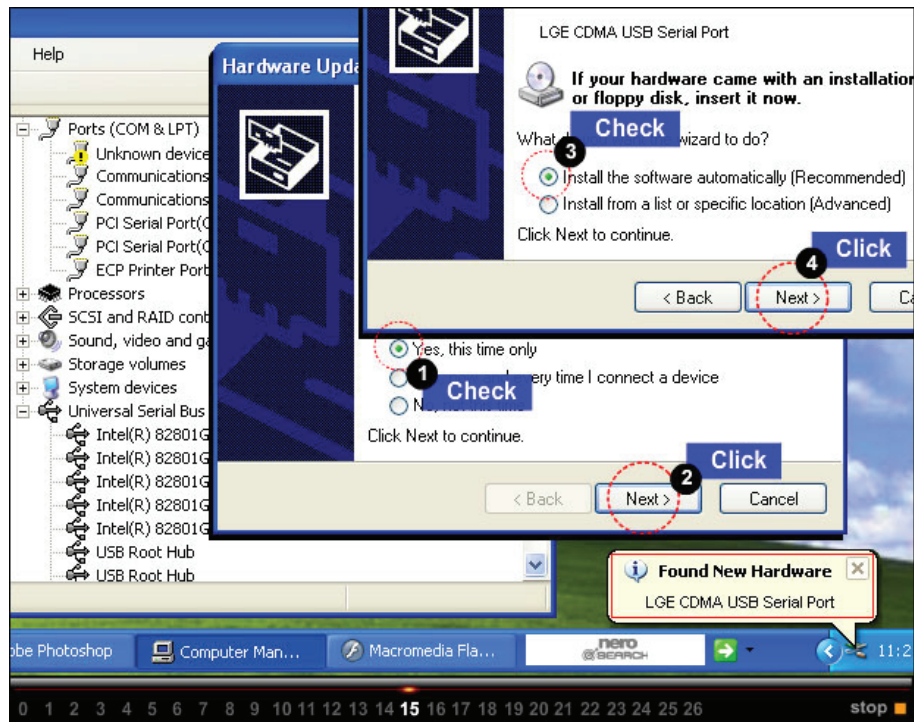 Help
Ports (COM & LPT)
Unknown device
Communications
Communications
PCI Serial Port(C
PCI Serial Port(C
ECP Printer Port
Processors
SCSI and RAID cont
Sound, video and ga
Storage volumes
System devices
Universal Serial Bus
Intel(R) 82801G
Intel(R) 82801G
Intel(R) 82801G
Intel(R) 82801G
Intel(R) 82801G
USB Root Hub
USB Root Hub
Hardware Upda
LGE CDMA USB Serial Port
If your hardware came with an installation
or floppy disk, insert it now.
What wizard to do?
Check
3
Install the software automatically (Recommended)
Install from a list or specific location (Advanced)
Click Next to continue.
Click
4
< Back Next > Ca
Yes, this time only
1
Check
every time I connect a device
Click Next to continue.
Click
2
< Back Next > Cancel
Found New Hardware
LGE CDMA USB Serial Port
obe Photoshop Computer Man... Macromedia Fla... nero SEARCH 11:2
0 1 2 3 4 5 6 7 8 9 10 11 12 13 14 15 16 17 18 19 20 21 22 23 24 25 26 stop